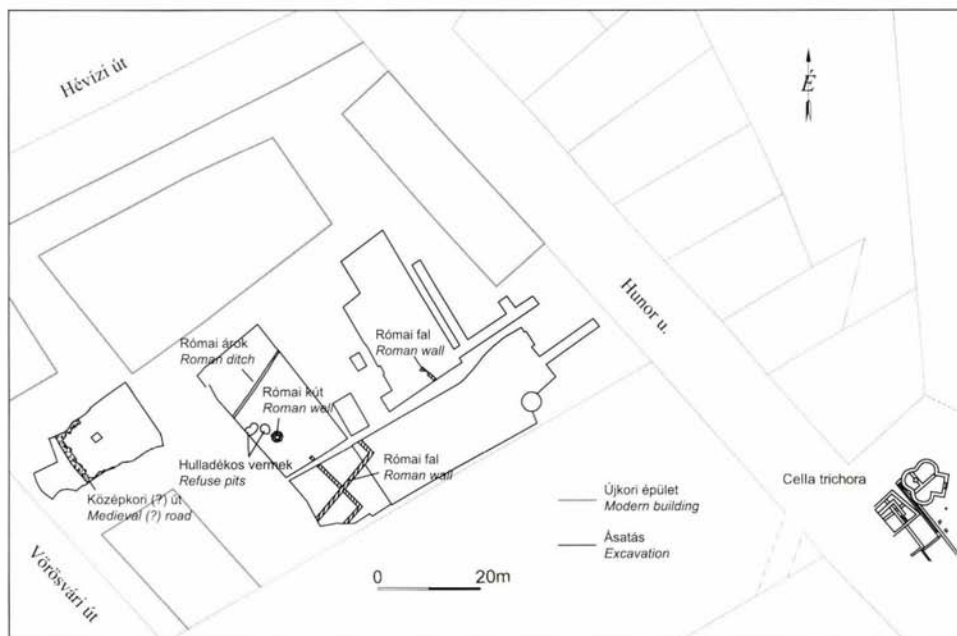 Hévízi út
É
Hunor u.
Római fal
Roman wall
Római árok
Roman ditch
Római kút
Roman well
Hulladékos vermek
Refuse pits
Római fal
Roman wall
Cella trichora
Középkori (?) út
Medieval (?) road
Újkori épület
Modern building
Ásatás
Excavation
Vörösvári út
0 20m